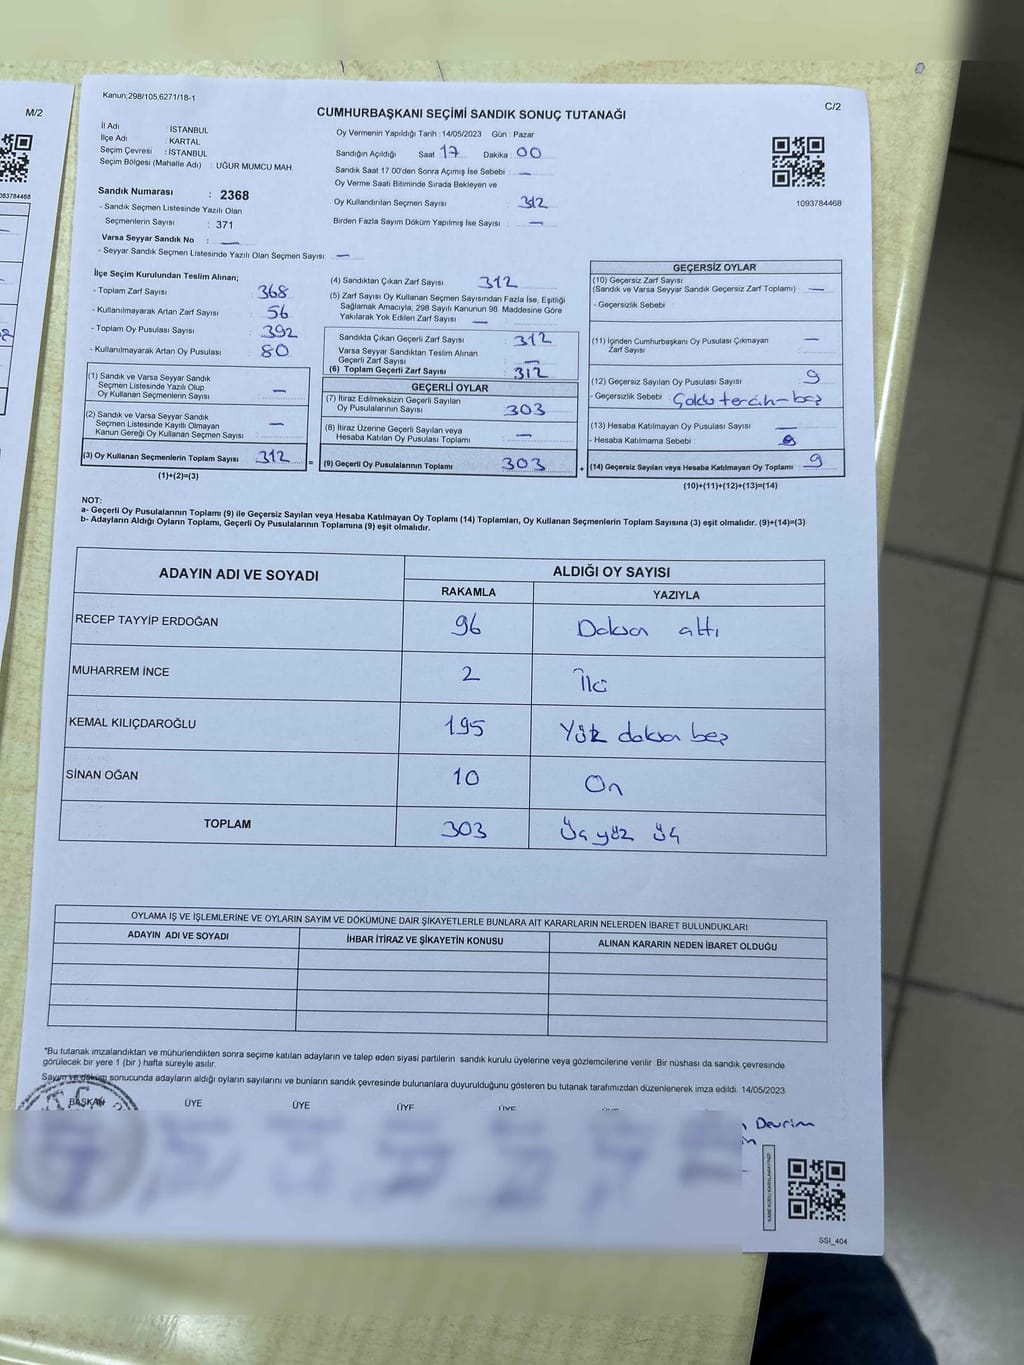 M/2
Kanun,298/105,6271/18-1
C/2
CUMHURBAŞKANI SEÇİMİ SANDIK SONUÇ TUTANAĞI
İl Adı : İSTANBUL
İlçe Adı : KARTAL
Seçim Çevresi : İSTANBUL
Seçim Bölgesi (Mahalle Adı) : UĞUR MUMCU MAH.
Sandık Numarası : 2368
- Sandık Seçmen Listesinde Yazılı Olan
Seçmenlerin Sayısı : 371
Varsa Seyyar Sandık No : —
- Seyyar Sandık Seçmen Listesinde Yazılı Olan Seçmen Sayısı: —
Oy Vermenin Yapıldığı Tarih : 14/05/2023 Gün : Pazar
Sandığın Açıldığı Saat 17 Dakika : 00
Sandık Saat 17.00'den Sonra Açımış İse Sebebi : —
Oy Verme Saati Bitiminde Sırada Bekleyen ve
Oy Kullandırılan Seçmen Sayısı : 312
Birden Fazla Sayım Döküm Yapılmış İse Sayısı : —
1093784468
İlçe Seçim Kurulundan Teslim Alınan;
- Toplam Zarf Sayısı : 368
- Kullanılmayarak Artan Zarf Sayısı : 56
- Toplam Oy Pusulası Sayısı : 392
- Kullanılmayarak Artan Oy Pusulası : 80
(1) Sandık ve Varsa Seyyar Sandık
Seçmen Listesinde Yazılı Olup
Oy Kullanan Seçmenlerin Sayısı : —
(2) Sandık ve Varsa Seyyar Sandık
Seçmen Listesinde Kayıtlı Olmayan
Kanun Gereği Oy Kullanan Seçmen Sayısı : —
(3) Oy Kullanan Seçmenlerin Toplam Sayısı : 312 =
(1)+(2)=(3)
(4) Sandıktan Çıkan Zarf Sayısı : 312
(5) Zarf Sayısı Oy Kullanan Seçmen Sayısından Fazla İse, Eşitliği
Sağlamak Amacıyla, 298 Sayılı Kanunun 98. Maddesine Göre
Yakılarak Yok Edilen Zarf Sayısı : —
Sandıkta Çıkan Geçerli Zarf Sayısı : 312
Varsa Seyyar Sandıktan Teslim Alınan
Geçerli Zarf Sayısı : —
(6) Toplam Geçerli Zarf Sayısı : 312
GEÇERLİ OYLAR
(7) İtiraz Edilmeksizin Geçerli Sayılan
Oy Pusulalarının Sayısı : 303
(8) İtiraz Üzerine Geçerli Sayılan veya
Hesaba Katılan Oy Pusulası Toplamı : —
(9) Geçerli Oy Pusulalarının Toplamı : 303 +
GEÇERSİZ OYLAR
(10) Geçersiz Zarf Sayısı
(Sandık ve Varsa Seyyar Sandık Geçersiz Zarf Toplamı) : —
- Geçersizlik Sebebi :
(11) İçinden Cumhurbaşkanı Oy Pusulası Çıkmayan
Zarf Sayısı : —
(12) Geçersiz Sayılan Oy Pusulası Sayısı : 9
- Geçersizlik Sebebi : Çoklu tercih-boş
(13) Hesaba Katılmayan Oy Pusulası Sayısı : —
- Hesaba Katılmama Sebebi :
(14) Geçersiz Sayılan veya Hesaba Katılmayan Oy Toplamı : 9
(10)+(11)+(12)+(13)=(14)
NOT:
a- Geçerli Oy Pusulalarının Toplamı (9) ile Geçersiz Sayılan veya Hesaba Katılmayan Oy Toplamı (14) Toplamları, Oy Kullanan Seçmenlerin Toplam Sayısına (3) eşit olmalıdır. (9)+(14)=(3)
b- Adayların Aldığı Oyların Toplamı, Geçerli Oy Pusulalarının Toplamına (9) eşit olmalıdır.
ADAYIN ADI VE SOYADI ALDIĞI OY SAYISI
RAKAMLA YAZIYLA
RECEP TAYYİP ERDOĞAN 96 Doksan altı
MUHARREM İNCE 2 İki
KEMAL KILIÇDAROĞLU 195 Yüz doksan beş
SİNAN OĞAN 10 On
TOPLAM 303 Üç yüz üç
OYLAMA İŞ VE İŞLEMLERİNE VE OYLARIN SAYIM VE DÖKÜMÜNE DAİR ŞİKAYETLERLE BUNLARA AİT KARARLARIN NELERDEN İBARET BULUNDUKLARI
ADAYIN ADI VE SOYADI İHBAR İTİRAZ VE ŞİKAYETİN KONUSU ALINAN KARARIN NEDEN İBARET OLDUĞU
*Bu tutanak imzalandıktan ve mühürlendikten sonra seçime katılan adayların ve talep eden siyasi partilerin sandık kurulu üyelerine veya gözlemcilerine verilir. Bir nüshası da sandık çevresinde
görülecek bir yere 1 (bir ) hafta süreyle asılır.
Sayım ve döküm sonucunda adayların aldığı oyların sayılarını ve bunların sandık çevresinde bulunanlara duyurulduğunu gösteren bu tutanak tarafımızdan düzenlenerek imza edildi. 14/05/2023
BAŞKAN ÜYE ÜYE ÜYE ÜYE
Devrim
SSI_404